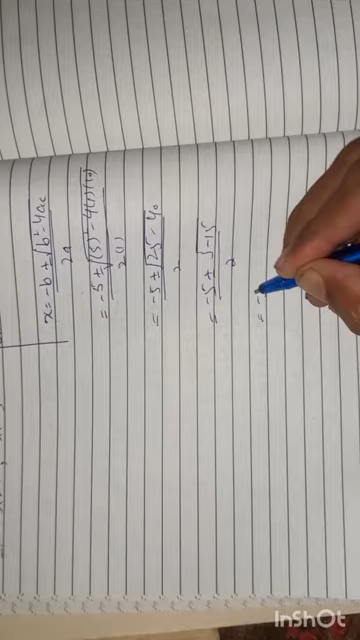 x = -b ± √b² - 4ac
2a
= -5 ± √(5)² - 4(1)(10)
2(1)
= -5 ± √25 - 40
2
= -5 ± √-15
2
= -
InShOt